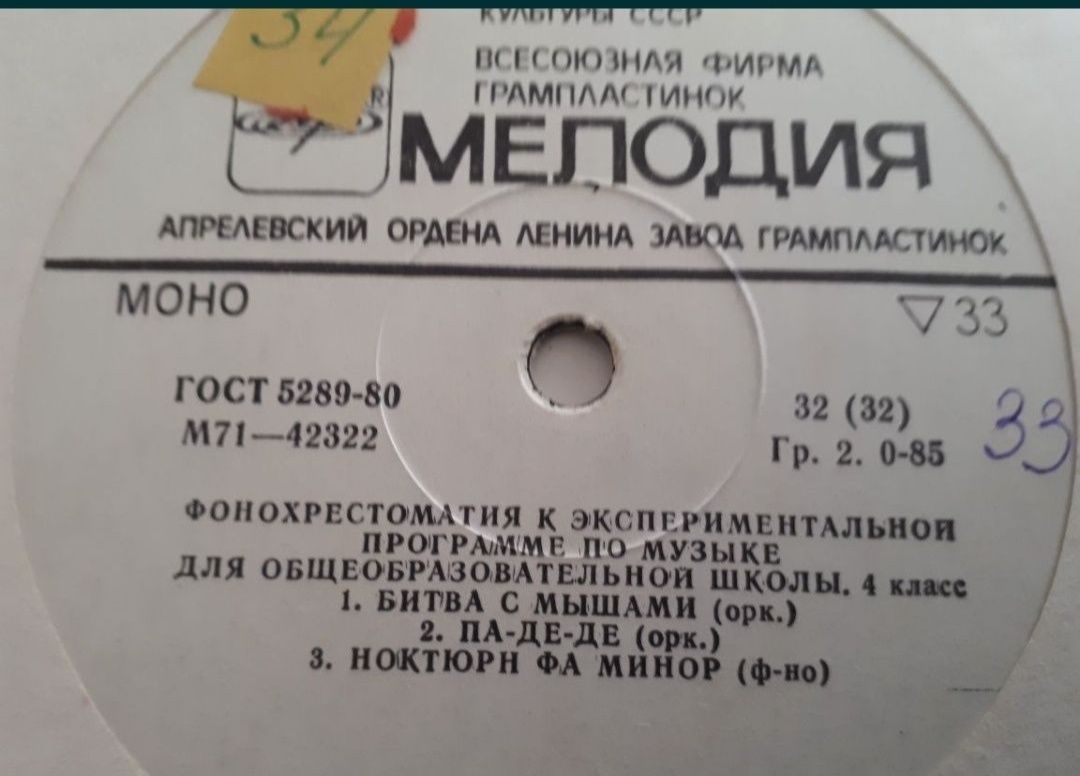 34
КУЛЬТУРЫ СССР
ВСЕСОЮЗНАЯ ФИРМА
ГРАМПЛАСТИНОК
R
МЕЛОДИЯ
АПРЕЛЕВСКИЙ ОРДЕНА ЛЕНИНА ЗАВОД ГРАМПЛАСТИНОК
МОНО
▽33
ГОСТ 5289-80
32 (32)
33
М71—42322
Гр. 2. 0-85
ФОНОХРЕСТОМАТИЯ К ЭКСПЕРИМЕНТАЛЬНОЙ
ПРОГРАММЕ ПО МУЗЫКЕ
ДЛЯ ОБЩЕОБРАЗОВАТЕЛЬНОЙ ШКОЛЫ. 4 класс
1. БИТВА С МЫШАМИ (орк.)
2. ПА-ДЕ-ДЕ (орк.)
3. НОКТЮРН ФА МИНОР (ф-но)